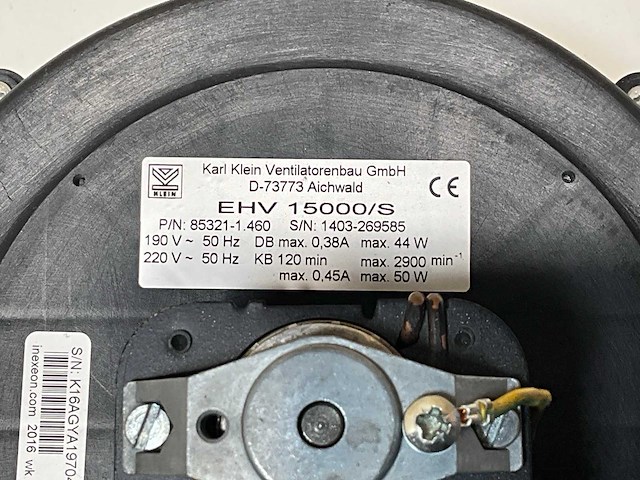 Karl Klein Ventilatorenbau GmbH
D-73773 Aichwald
KLEIN
CE
EHV 15000/S
P/N: 85321-1.460 S/N: 1403-269585
190 V ~ 50 Hz DB max. 0,38A max. 44 W
220 V ~ 50 Hz KB 120 min max. 2900 min⁻¹
max. 0,45A max. 50 W
S/N: K16AGYA19704
inexeon.com 2016 wk